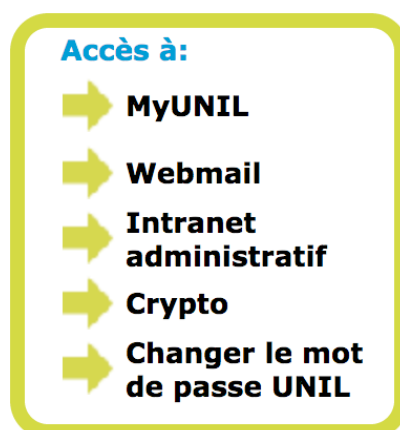 Accès à:
MyUNIL
Webmail
Intranet
administratif
Crypto
Changer le mot
de passe UNIL